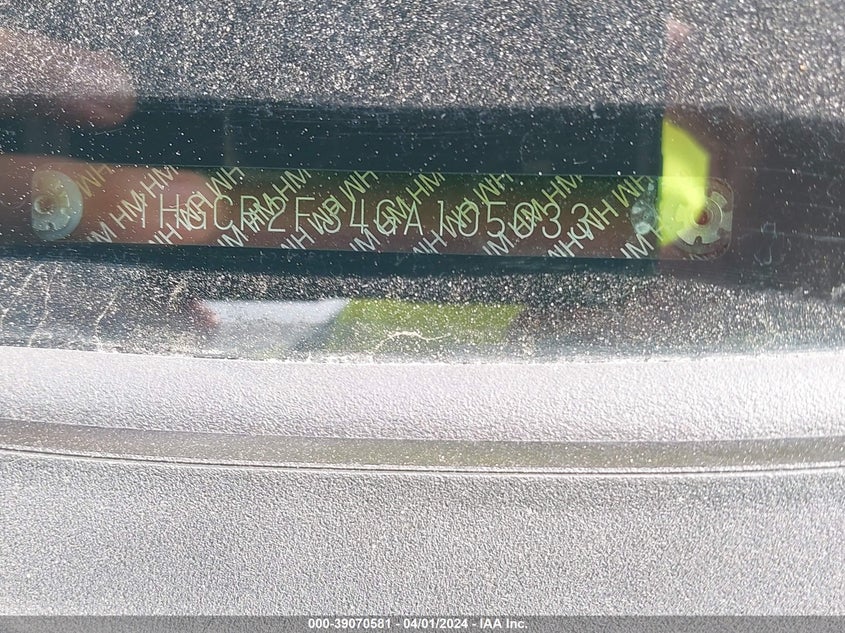 1HGCR2F34GA105033
000-39070581 - 04/01/2024 - IAA Inc.